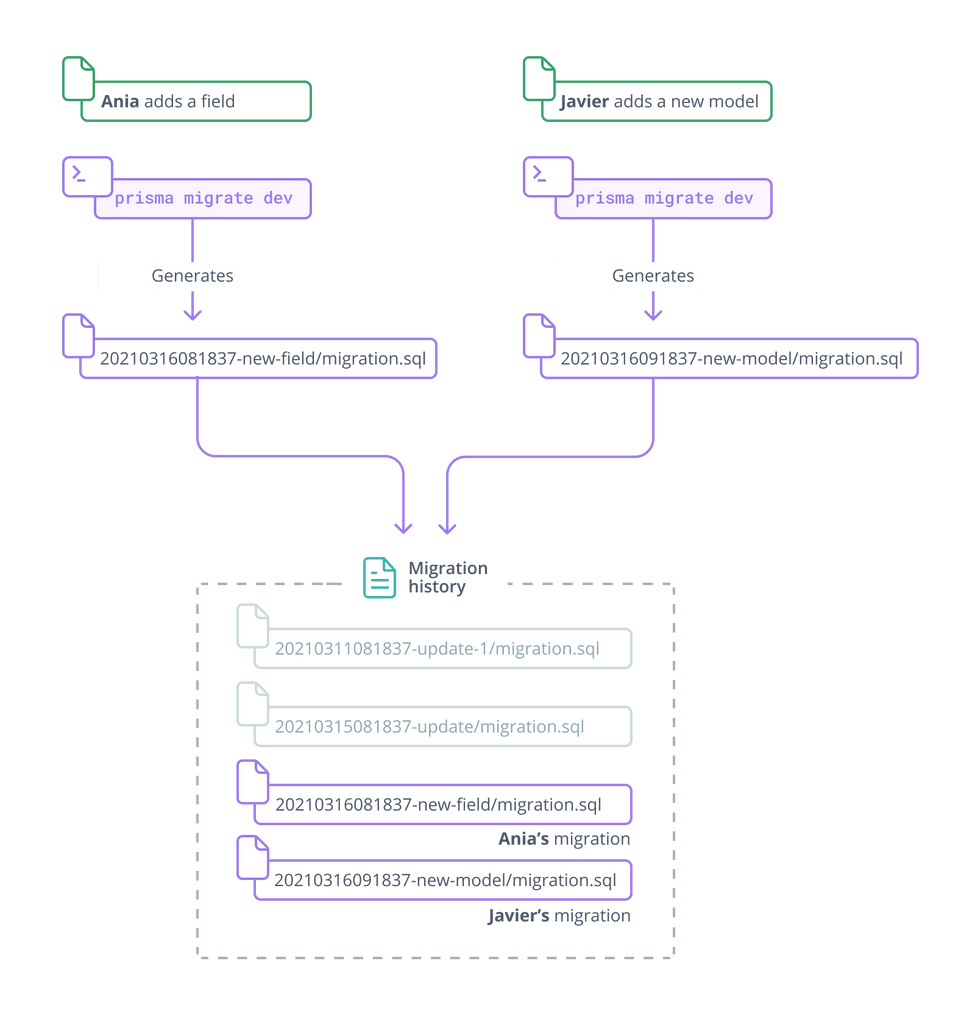 Ania adds a field
Javier adds a new model
prisma migrate dev
prisma migrate dev
Generates
Generates
20210316081837-new-field/migration.sql
20210316091837-new-model/migration.sql
Migration
history
20210311081837-update-1/migration.sql
20210315081837-update/migration.sql
20210316081837-new-field/migration.sql
Ania’s migration
20210316091837-new-model/migration.sql
Javier’s migration